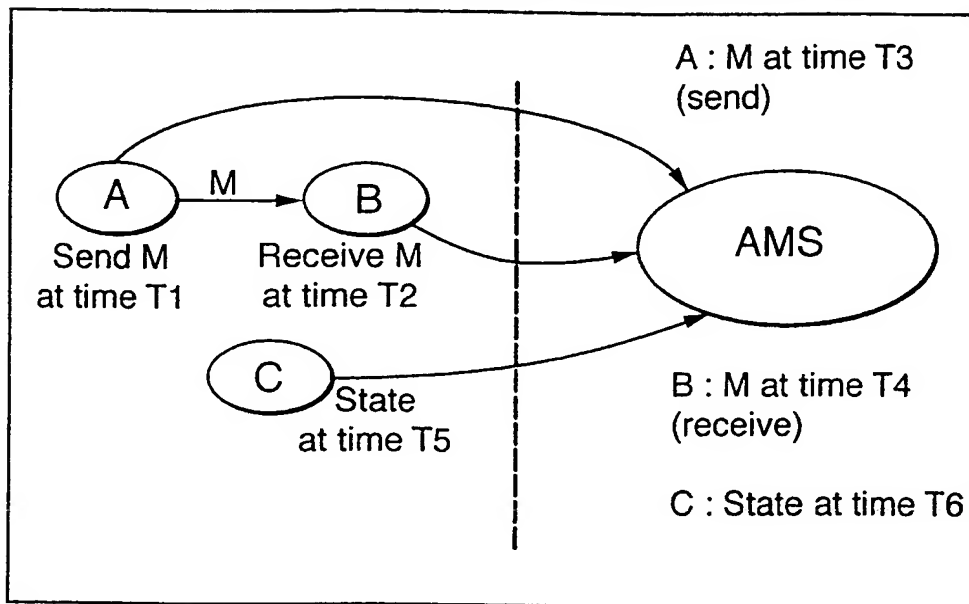 A : M at time T3
(send)
A
M
B
AMS
Send M
at time T1
Receive M
at time T2
C
State
at time T5
B : M at time T4
(receive)
C : State at time T6